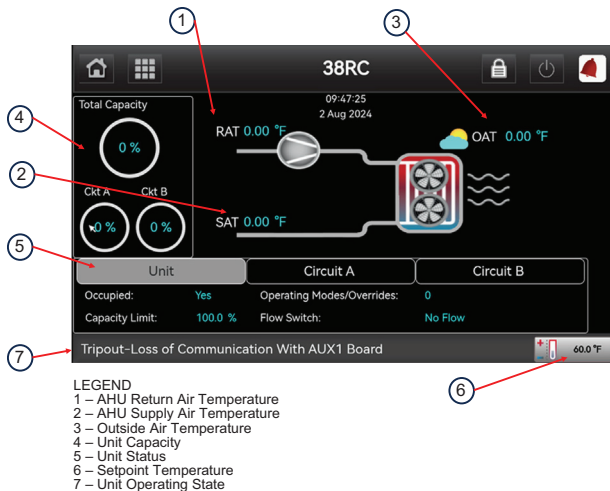 1
3
38RC
Total Capacity
09:47:25
2 Aug 2024
4
RAT 0.00 °F
OAT 0.00 °F
0 %
2
Ckt A Ckt B
0% 0 %
SAT 0.00 °F
5
Unit Circuit A Circuit B
Occupied: Yes Operating Modes/Overrides: 0
Capacity Limit: 100.0 % Flow Switch: No Flow
7
Tripout-Loss of Communication With AUX1 Board
60.0 °F
6
LEGEND
1 – AHU Return Air Temperature
2 – AHU Supply Air Temperature
3 – Outside Air Temperature
4 – Unit Capacity
5 – Unit Status
6 – Setpoint Temperature
7 – Unit Operating State